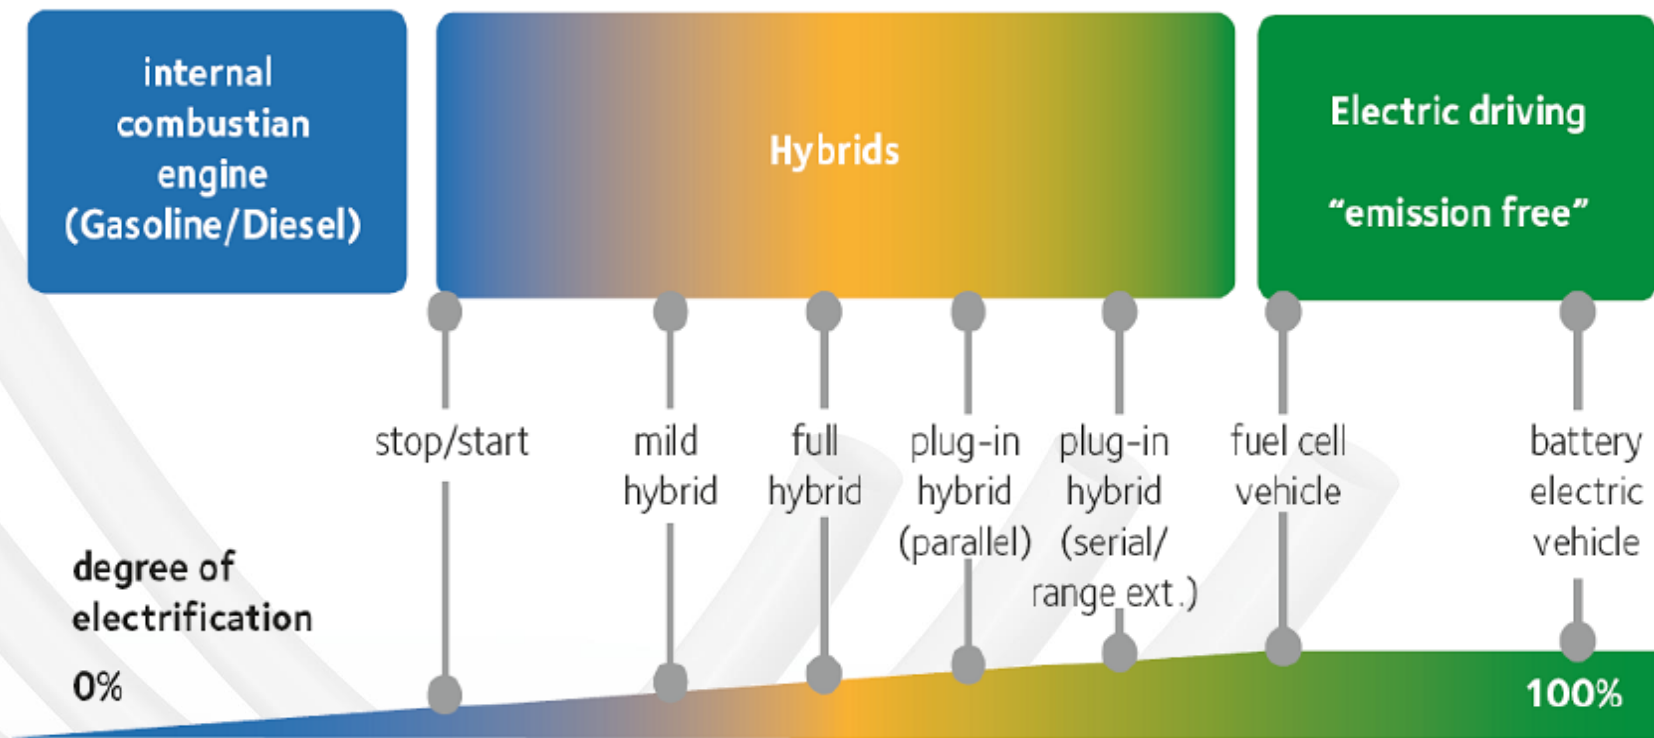 internal
combustian
engine
(Gasoline/Diesel)
Hybrids
Electric driving
“emission free”
stop/start
mild
hybrid
full
hybrid
plug-in
hybrid
(parallel)
plug-in
hybrid
(serial/
range ext.)
fuel cell
vehicle
battery
electric
vehicle
degree of
electrification
0%
100%